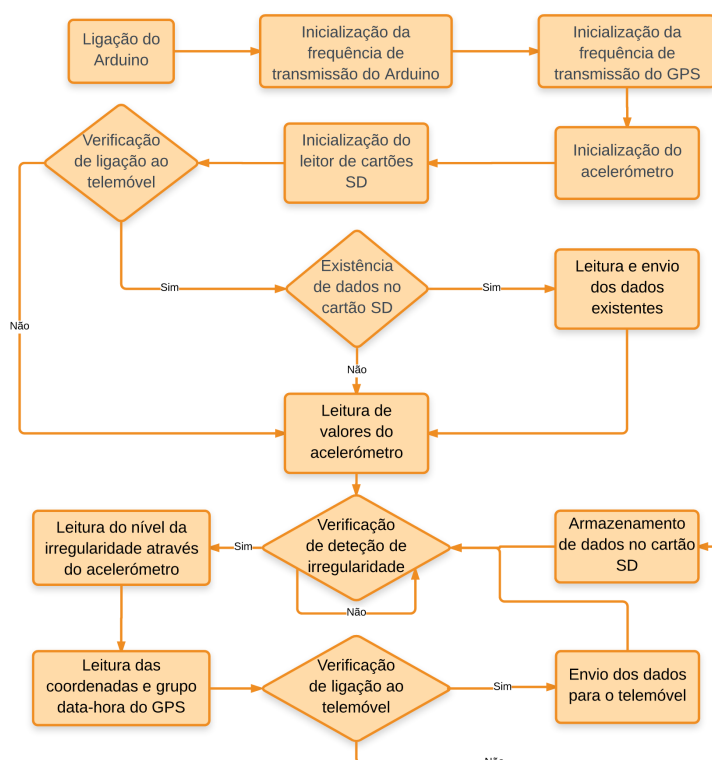 Ligação do
Arduino
Inicialização da
frequência de
transmissão do Arduino
Inicialização da
frequência de
transmissão do GPS
Verificação
de ligação ao
telemóvel
Inicialização do
leitor de cartões
SD
Inicialização do
acelerómetro
Existência
de dados no
cartão SD
Leitura e envio
dos dados
existentes
Sim
Sim
Não
Não
Leitura de
valores do
acelerómetro
Leitura do nível da
irregularidade através
do acelerómetro
Sim
Verificação
de deteção de
irregularidade
Não
Armazenamento
de dados no cartão
SD
Leitura das
coordenadas e grupo
data-hora do GPS
Verificação
de ligação ao
telemóvel
Sim
Envio dos dados
para o telemóvel